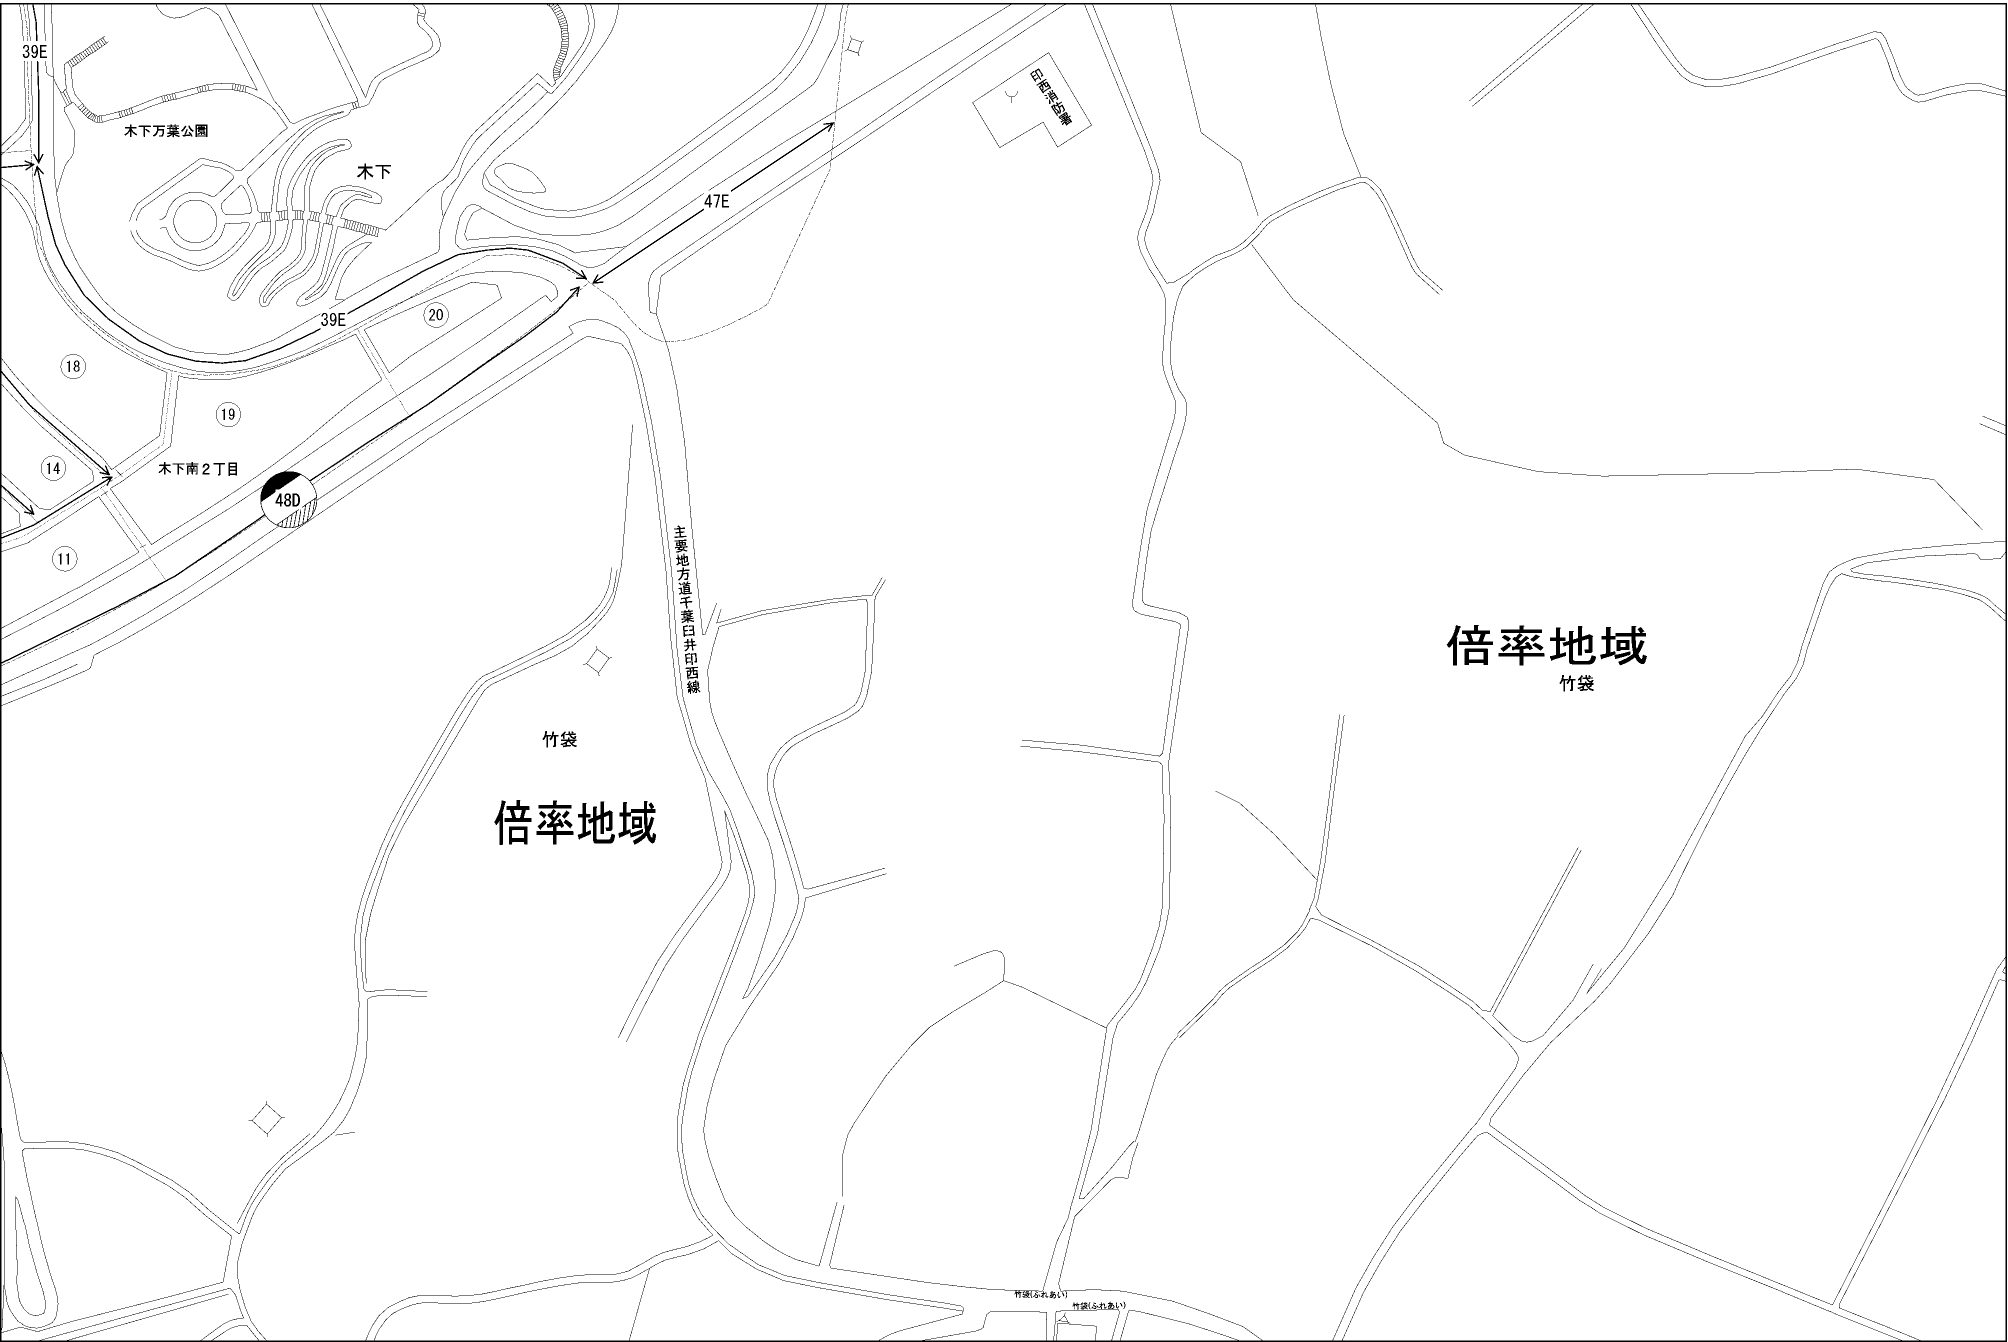 39E
木下万葉公園
木下
印西消防署
47E
39E
20
18
19
14
木下南2丁目
48D
11
主要地方道千葉臼井印西線
倍率地域
竹袋
竹袋
倍率地域
竹袋(ふれあい)
竹袋(ふれあい)